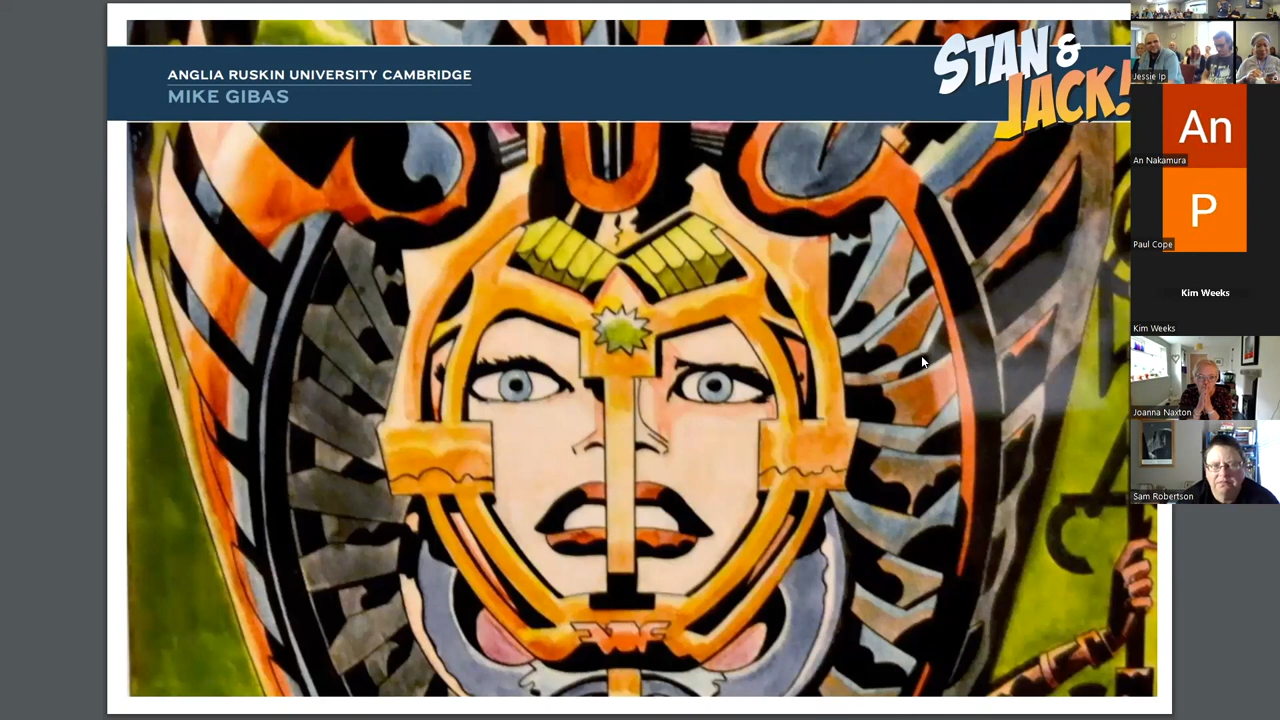 ANGLIA RUSKIN UNIVERSITY CAMBRIDGE
MIKE GIBAS
STAN &
JACK!
Jessie Ip
An
An Nakamura
P
Paul Cope
Kim Weeks
Kim Weeks
Joanna Naxton
Sam Robertson